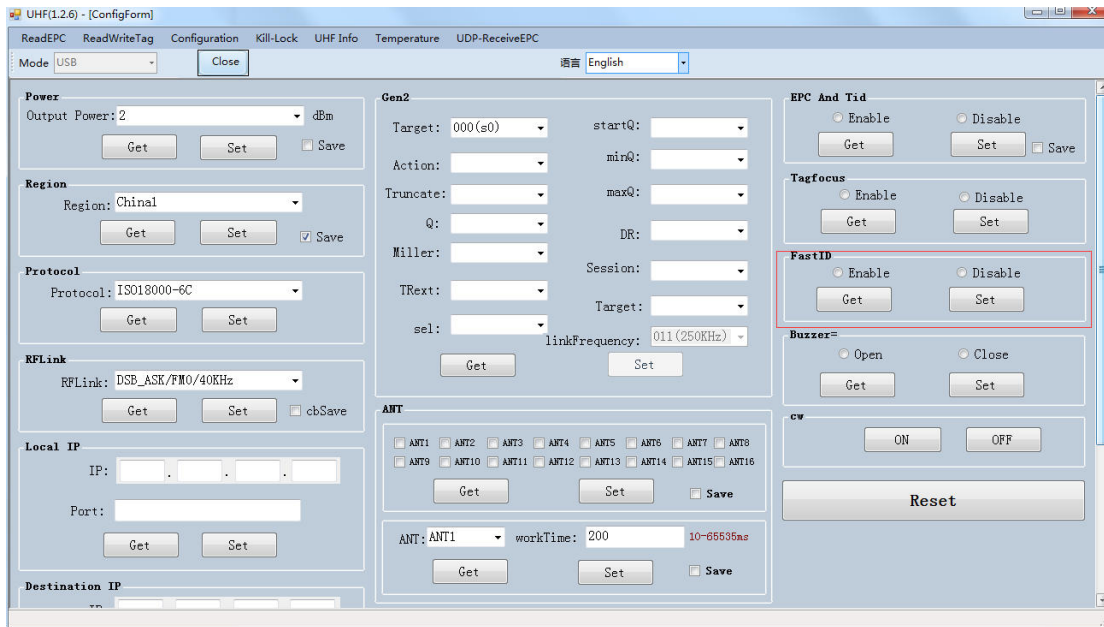 UHF(1.2.6) - [ConfigForm]
ReadEPC ReadWriteTag Configuration Kill-Lock UHF Info Temperature UDP-ReceiveEPC
Mode USB Close 语言 English
Power
Output Power: 2 dBm
Get Set Save
Region
Region: China1
Get Set Save
Protocol
Protocol: ISO18000-6C
Get Set
RFLink
RFLink: DSB_ASK/FM0/40KHz
Get Set cbSave
Local IP
IP: . . .
Port:
Get Set
Destination IP
Gen2
Target: 000(s0) startQ:
Action: minQ:
Truncate: maxQ:
Q: DR:
Miller: Session:
TRext: Target:
sel: linkFrequency: 011(250KHz)
Get Set
ANT
ANT1 ANT2 ANT3 ANT4 ANT5 ANT6 ANT7 ANT8
ANT9 ANT10 ANT11 ANT12 ANT13 ANT14 ANT15 ANT16
Get Set Save
ANT: ANT1 workTime: 200 10-65535ms
Get Set Save
EPC And Tid
Enable Disable
Get Set Save
Tagfocus
Enable Disable
Get Set
FastID
Enable Disable
Get Set
Buzzer=
Open Close
Get Set
cw
ON OFF
Reset